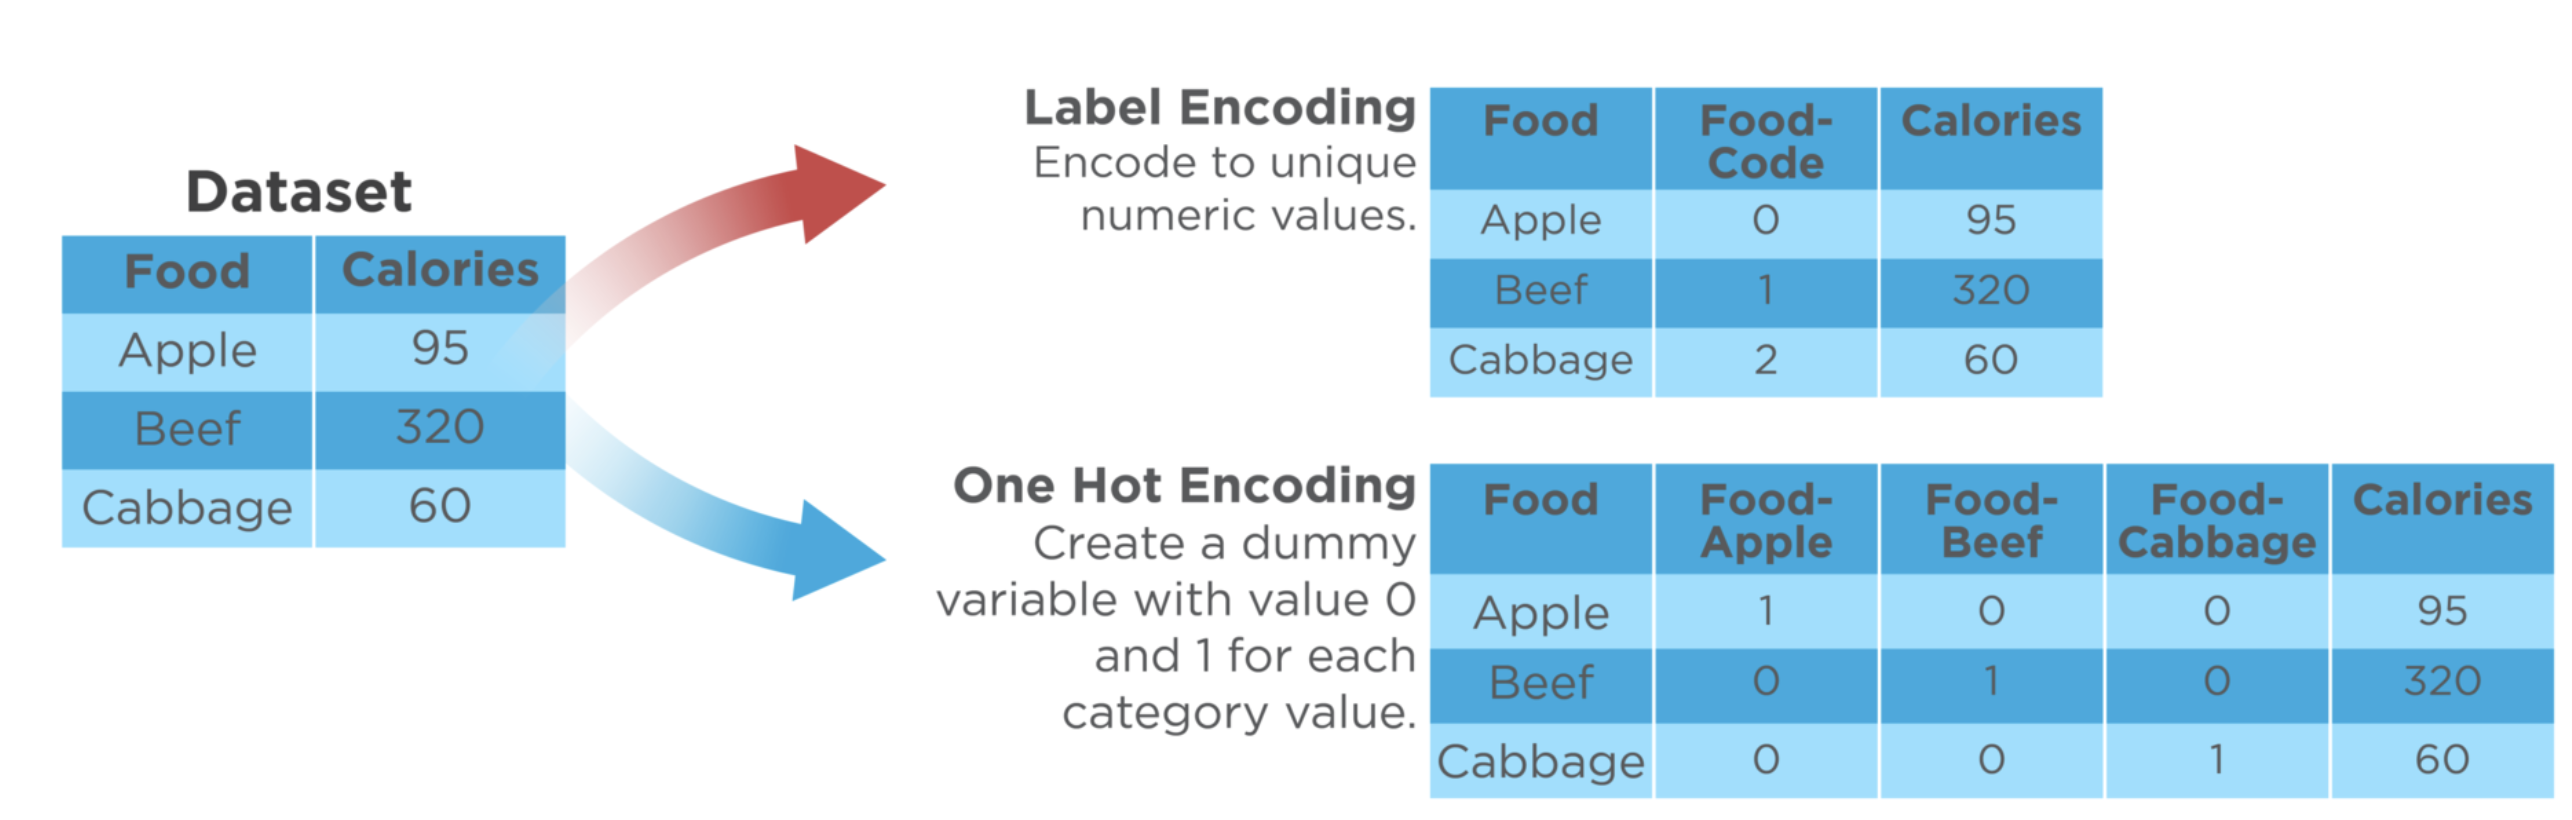 Dataset
Food Calories
Apple 95
Beef 320
Cabbage 60
Label Encoding
Encode to unique
numeric values.
Food Food- Calories
Code
Apple 0 95
Beef 1 320
Cabbage 2 60
One Hot Encoding
Create a dummy
variable with value 0
and 1 for each
category value.
Food Food- Food- Food- Calories
Apple Beef Cabbage
Apple 1 0 0 95
Beef 0 1 0 320
Cabbage 0 0 1 60